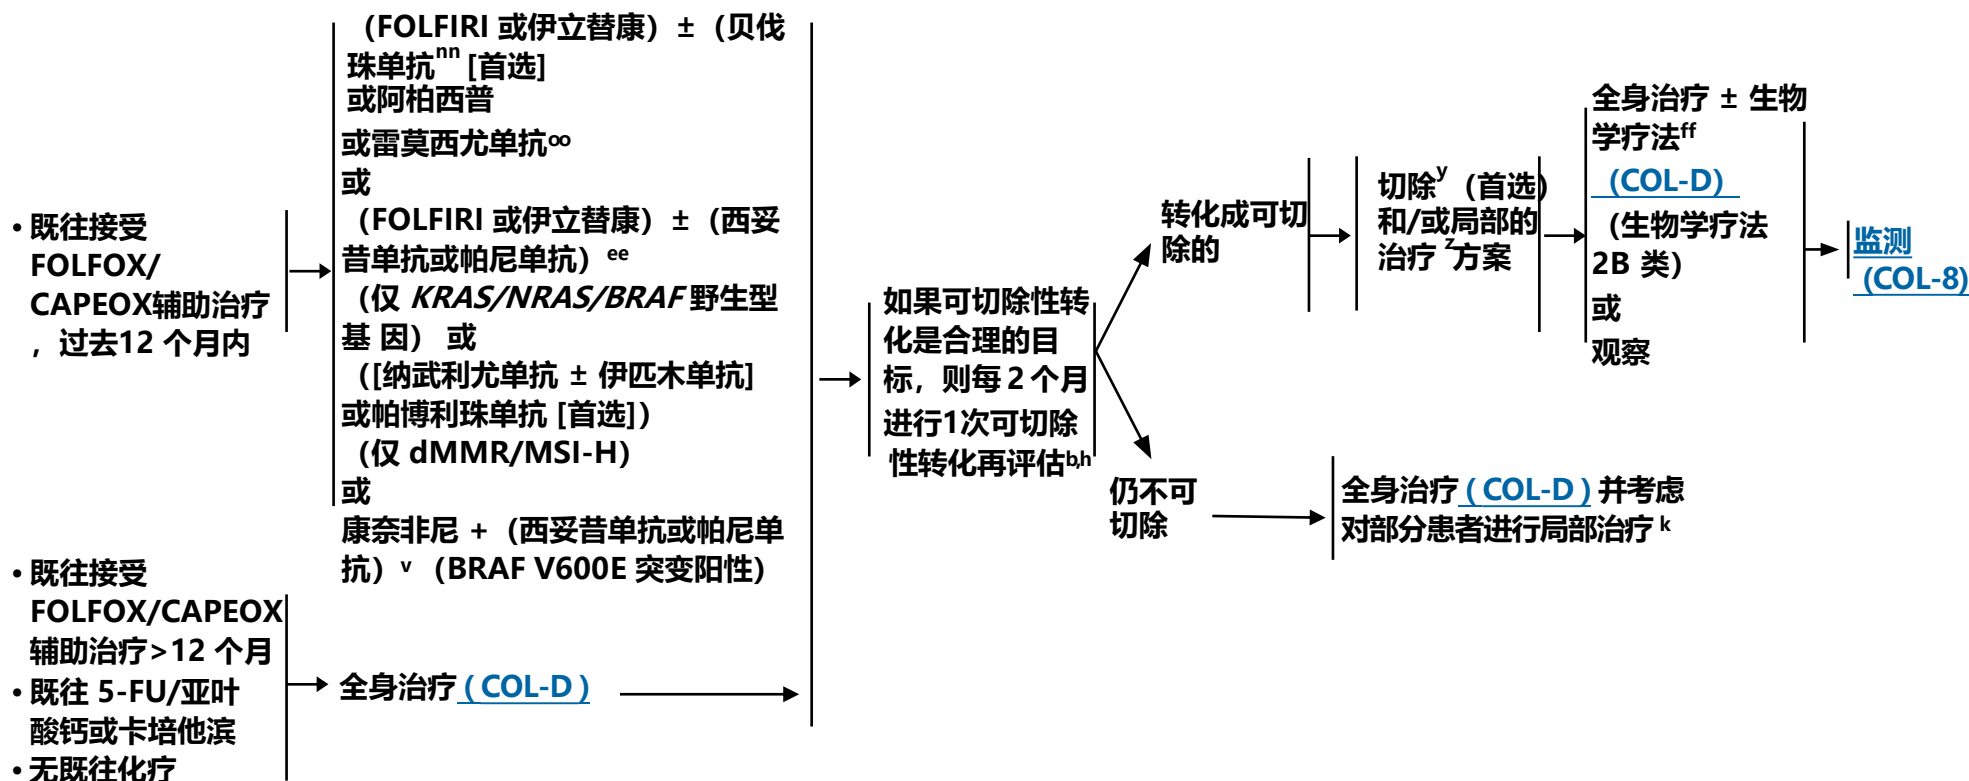 • 既往接受
FOLFOX/
CAPEOX辅助治疗
，过去12 个月内
（FOLFIRI 或伊立替康）±（贝伐
珠单抗nn [首选]
或阿柏西普
或雷莫西尤单抗oo
或
（FOLFIRI 或伊立替康）±（西妥
昔单抗或帕尼单抗）ee
（仅 KRAS/NRAS/BRAF 野生型
基 因） 或
（[纳武利尤单抗 ± 伊匹木单抗]
或帕博利珠单抗 [首选]）
（仅 dMMR/MSI-H）
或
康奈非尼 +（西妥昔单抗或帕尼单
抗）v （BRAF V600E 突变阳性）
• 既往接受
FOLFOX/CAPEOX
辅助治疗>12 个月
• 既往 5-FU/亚叶
酸钙或卡培他滨
• 无既往化疗
全身治疗 ( COL-D )
如果可切除性转
化是合理的目
标，则每 2 个月
进行1次可切除
性转化再评估b,h
转化成可切
除的
切除y（首选）
和/或局部的
治疗 z方案
全身治疗 ± 生物
学疗法ff
（COL-D）
（生物学疗法
2B 类）
或
观察
监测
（COL-8)
仍不可
切除
全身治疗 ( COL-D ) 并考虑
对部分患者进行局部治疗 k